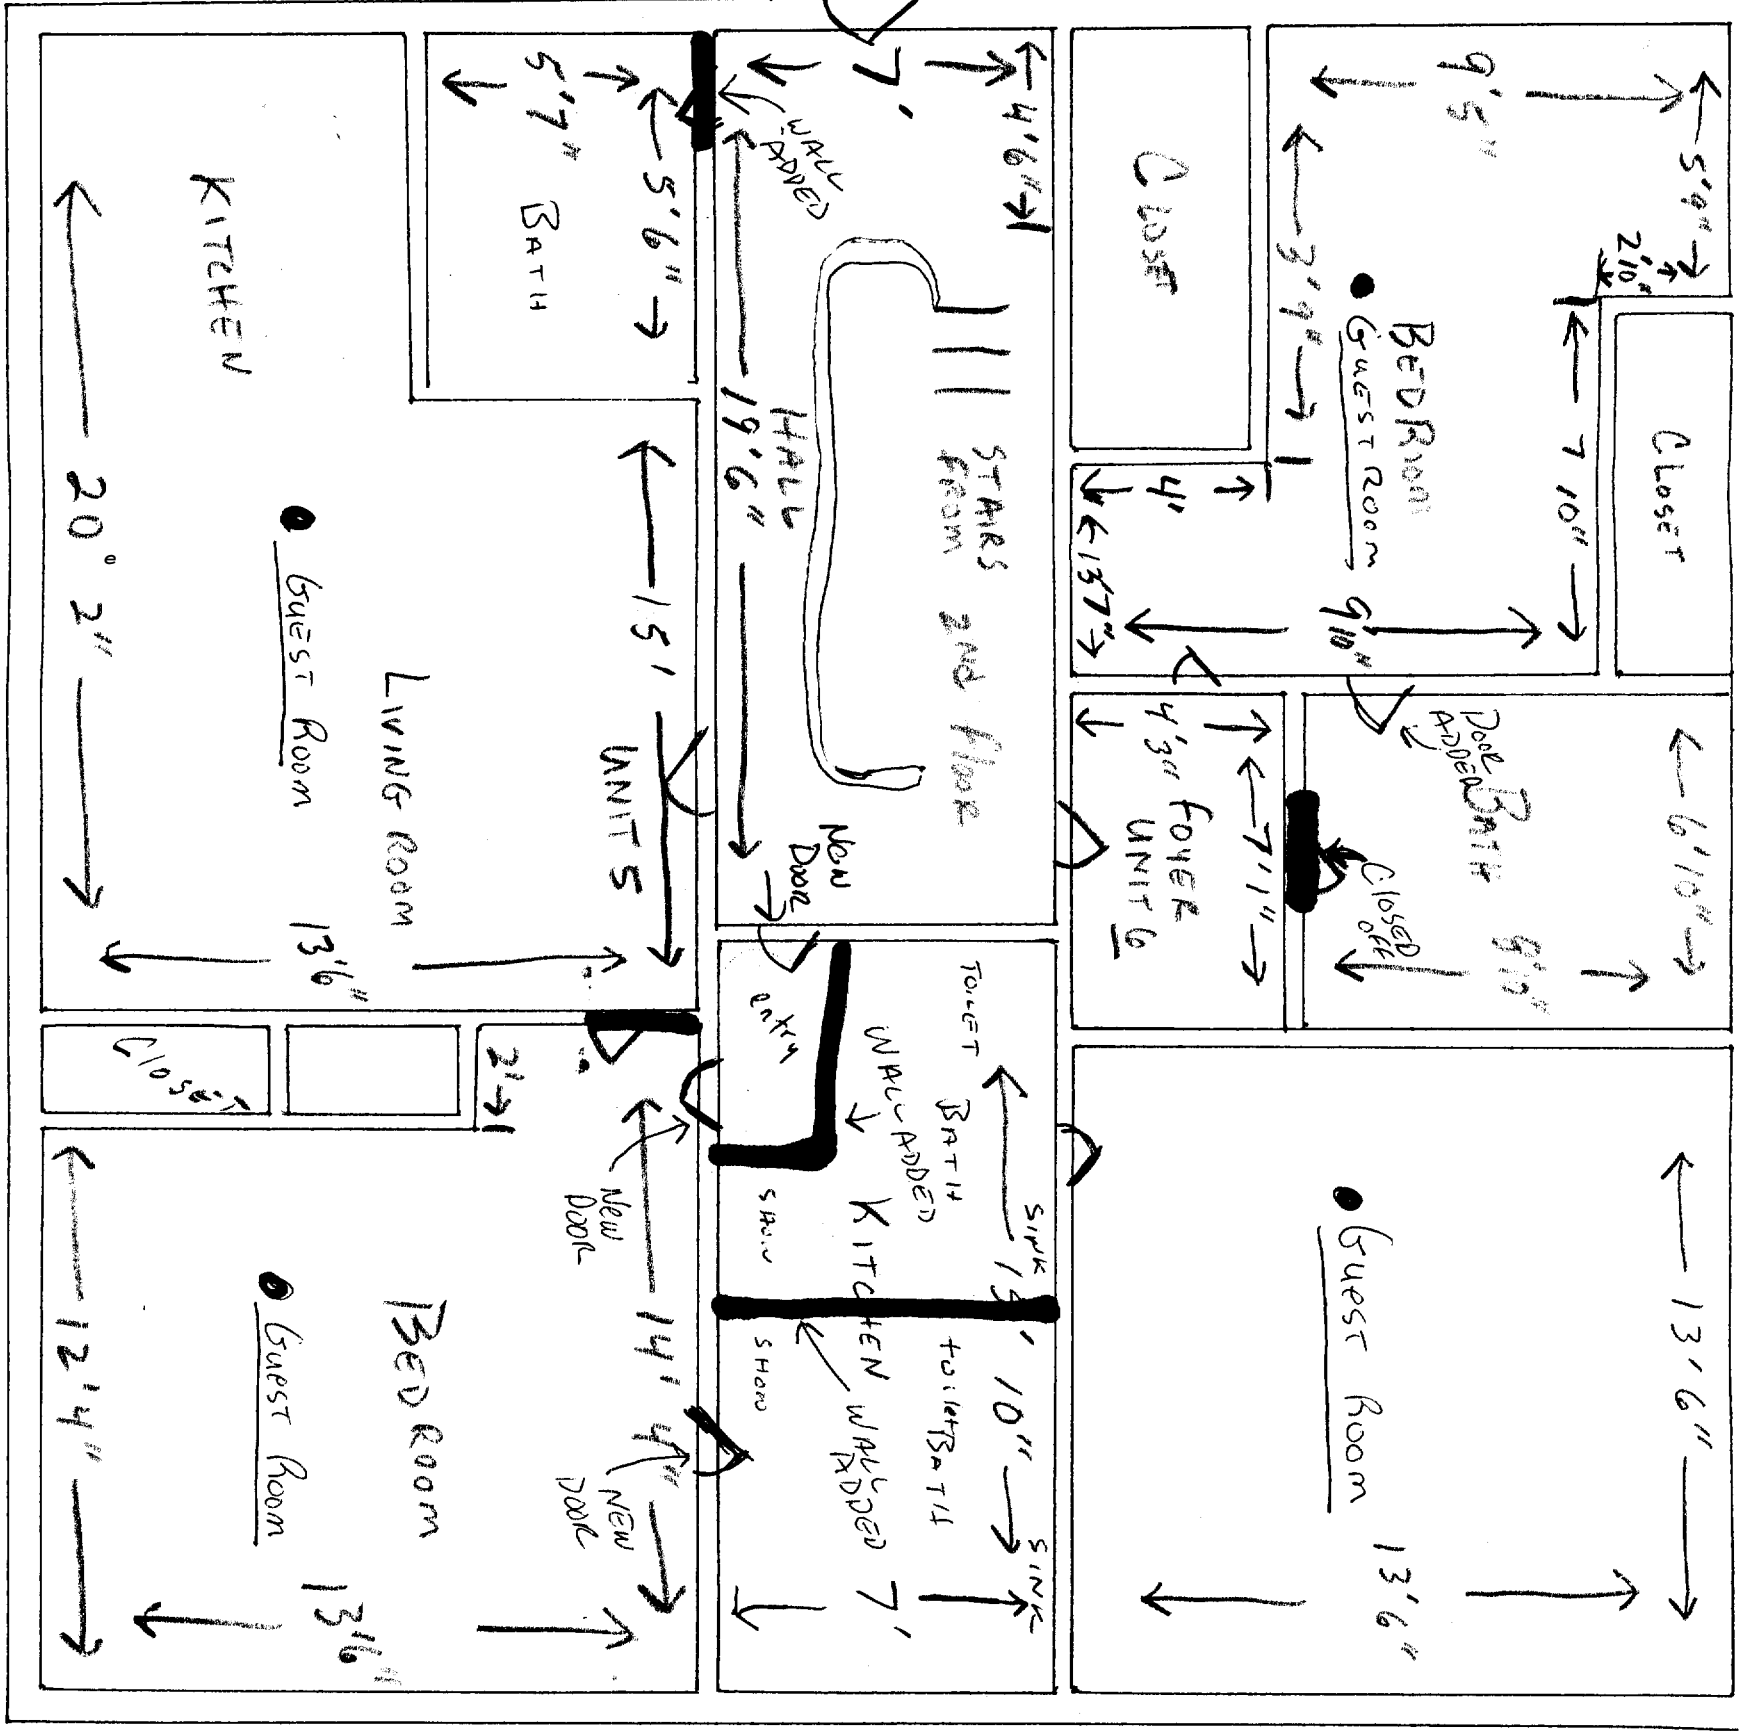 9'5"
5'9"
2'10"
3'9"
BEDROOM
• GUEST ROOM
7 10"
CLOSET
CLOSET
4'
13'7"
9'10"
DOOR
ADDED
BATH
6'10"
CLOSED
OFF
4'3"
FOYER
UNIT 6
7'1"
• GUEST ROOM
13'6"
13'6"
7'
4'6"
WALL
ADDED
STAIRS
FROM 2nd FLOOR
HALL
19'6"
NEW
DOOR
entry
TOILET
BATH
SINK
WALL ADDED
KITCHEN
SHOW
15'10"
toilet
BATH
SINK
SHOW
WALL
ADDED
7'
5'7"
BATH
5'6"
KITCHEN
20" 2"
• GUEST ROOM
LIVING ROOM
15'
UNIT 5
13'6"
CLOSET
2'
14' 4"
NEW
DOOR
NEW
DOOR
BEDROOM
• GUEST ROOM
12'4"
13'6"